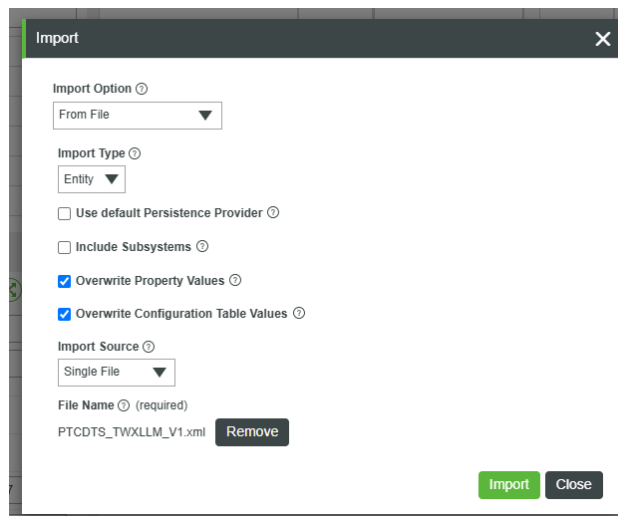 Import
Import Option
From File
Import Type
Entity
Use default Persistence Provider
Include Subsystems
Overwrite Property Values
Overwrite Configuration Table Values
Import Source
Single File
File Name (required)
PTCDTS_TWXLLM_V1.xml Remove
Import Close